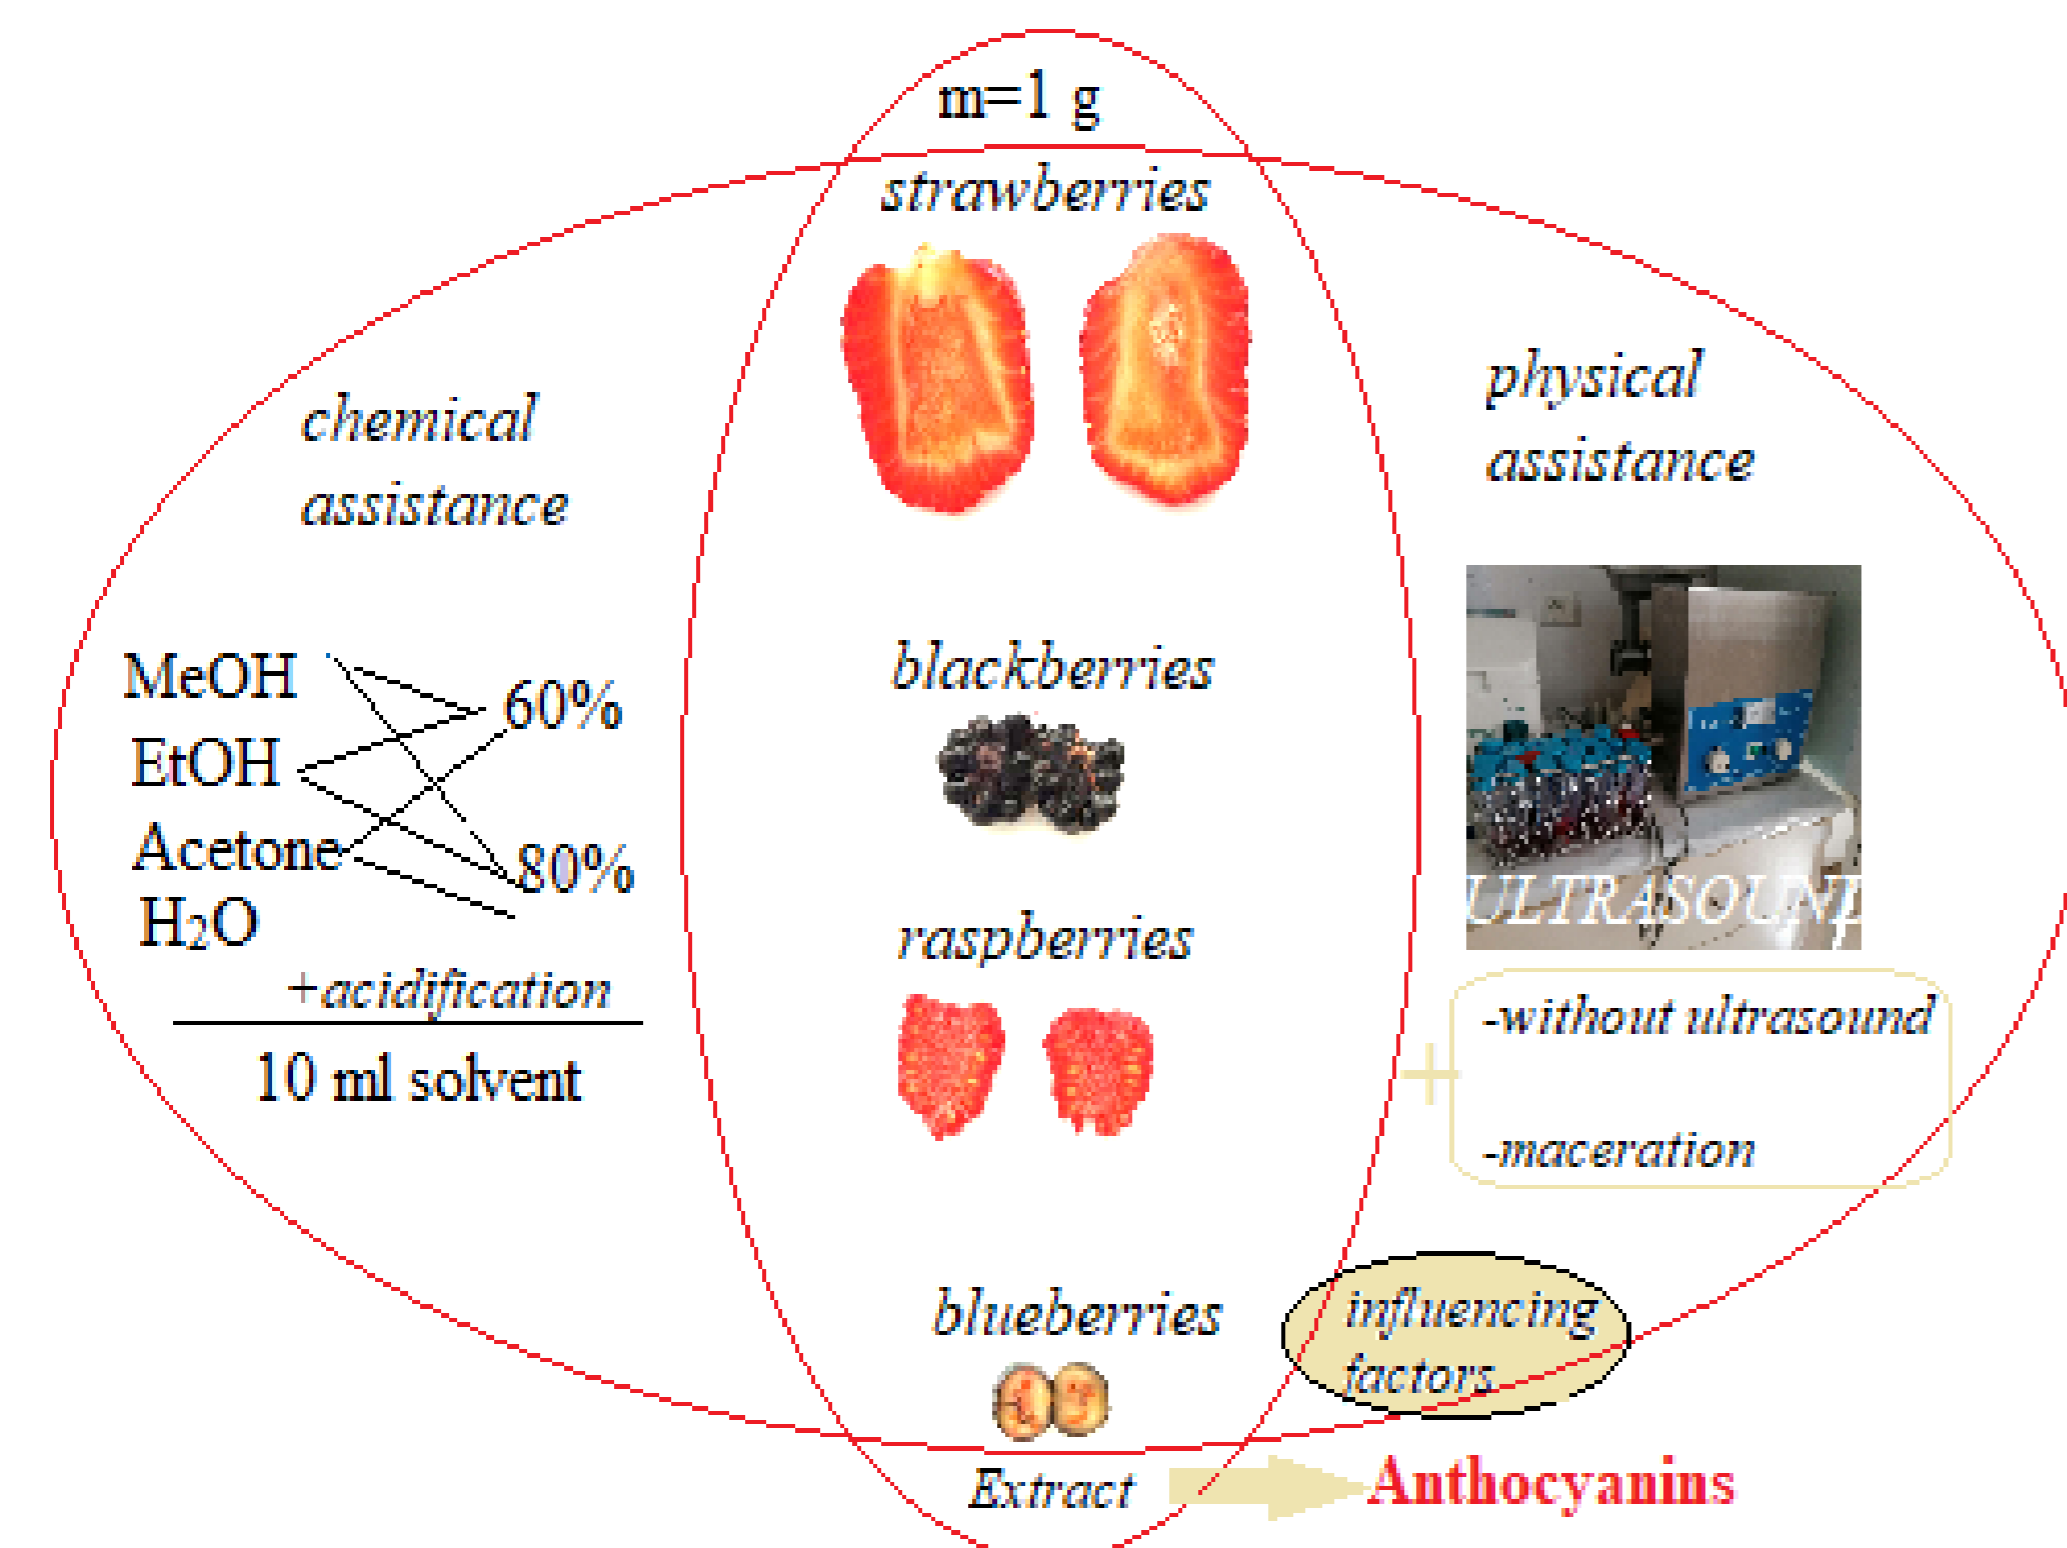 m=1 g
strawberries
chemical
assistance
MeOH
EtOH
Acetone
H₂O
60%
80%
+acidification
10 ml solvent
blackberries
raspberries
blueberries
Extract
physical
assistance
ULTRASOUND
-without ultrasound
+
-maceration
influencing
factors
Anthocyanins